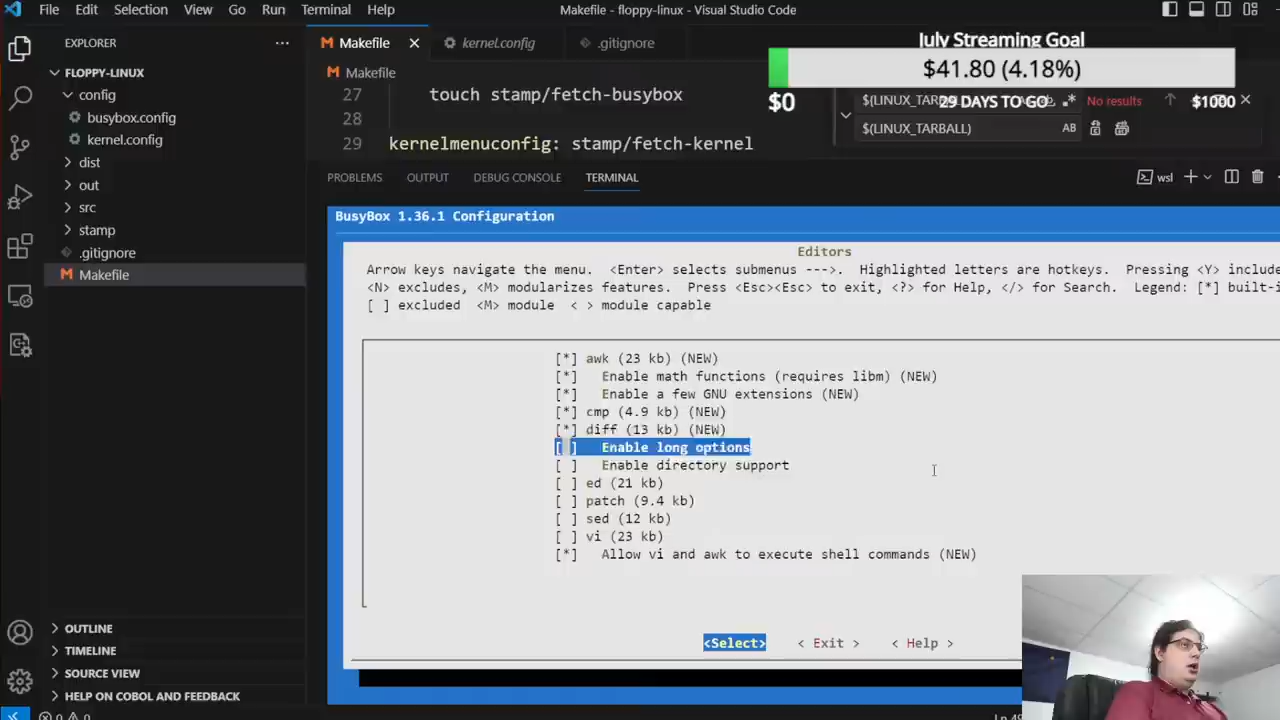 File Edit Selection View Go Run Terminal Help
Makefile - floppy-linux - Visual Studio Code
EXPLORER
Makefile
kernel.config
.gitignore
July Streaming Goal
$41.80 (4.18%)
$0
29 DAYS TO GO
$1000
FLOPPY-LINUX
config
busybox.config
kernel.config
dist
out
src
stamp
.gitignore
Makefile
Makefile
27 touch stamp/fetch-busybox
28
29 kernelmenuconfig: stamp/fetch-kernel
No results
$(LINUX_TARBALL)
AB
PROBLEMS OUTPUT DEBUG CONSOLE TERMINAL
wsl
BusyBox 1.36.1 Configuration
Editors
Arrow keys navigate the menu. <Enter> selects submenus --->. Highlighted letters are hotkeys. Pressing <Y> include
<N> excludes, <M> modularizes features. Press <Esc><Esc> to exit, <?> for Help, </> for Search. Legend: [*] built-i
[ ] excluded <M> module < > module capable
[*] awk (23 kb) (NEW)
[*] Enable math functions (requires libm) (NEW)
[*] Enable a few GNU extensions (NEW)
[*] cmp (4.9 kb) (NEW)
[*] diff (13 kb) (NEW)
[ ] Enable long options
[ ] Enable directory support
[ ] ed (21 kb)
[ ] patch (9.4 kb)
[ ] sed (12 kb)
[ ] vi (23 kb)
[*] Allow vi and awk to execute shell commands (NEW)
<Select> < Exit > < Help >
OUTLINE
TIMELINE
SOURCE VIEW
HELP ON COBOL AND FEEDBACK